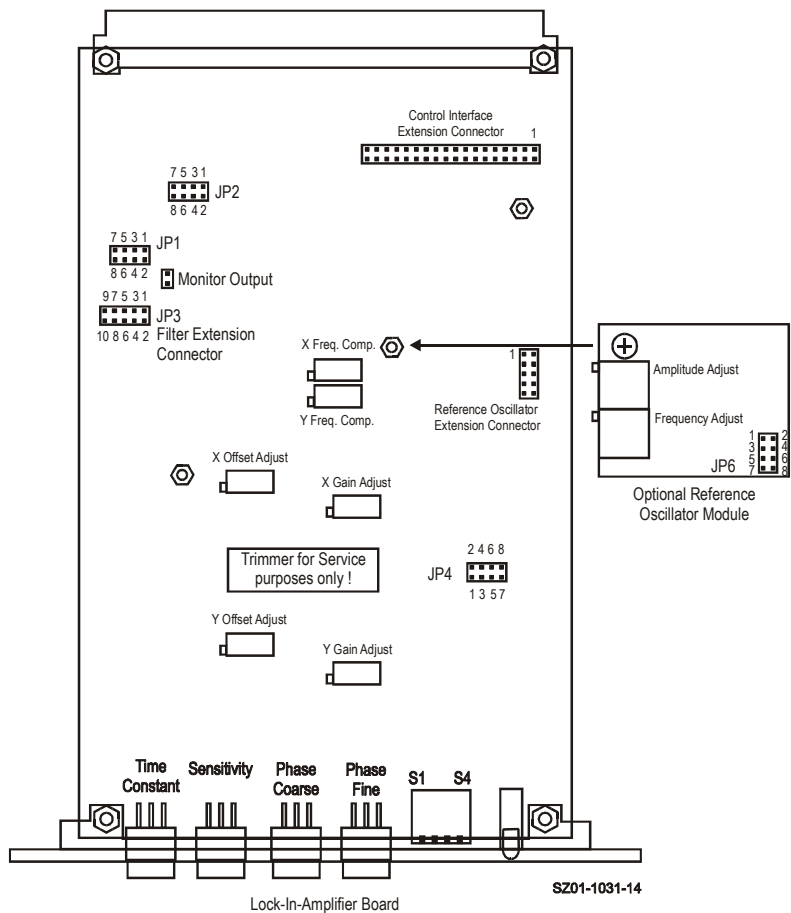 Control Interface
Extension Connector
1
7 5 3 1
JP2
8 6 4 2
7 5 3 1
JP1
8 6 4 2
Monitor Output
9 7 5 3 1
JP3
10 8 6 4 2
Filter Extension
Connector
X Freq. Comp.
Y Freq. Comp.
1
Reference Oscillator
Extension Connector
Amplitude Adjust
Frequency Adjust
1 2
3 4
5 6
7 8
JP6
Optional Reference
Oscillator Module
X Offset Adjust
X Gain Adjust
Trimmer for Service
purposes only !
2 4 6 8
JP4
1 3 5 7
Y Offset Adjust
Y Gain Adjust
Time
Constant
Sensitivity
Phase
Coarse
Phase
Fine
S1 S4
SZ01-1031-14
Lock-In-Amplifier Board